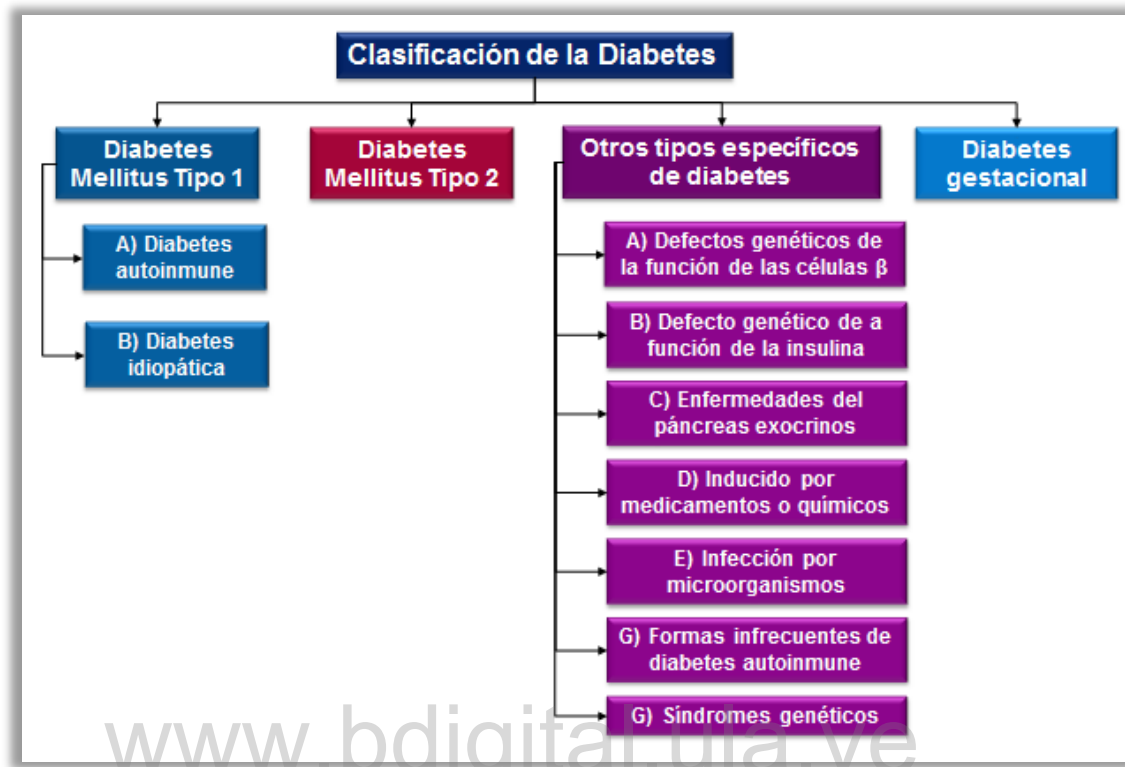 Clasificación de la Diabetes
Diabetes
Mellitus Tipo 1
A) Diabetes
autoinmune
B) Diabetes
idiopática
Diabetes
Mellitus Tipo 2
Otros tipos específicos
de diabetes
A) Defectos genéticos de
la función de las células β
B) Defecto genético de a
función de la insulina
C) Enfermedades del
páncreas exocrinos
D) Inducido por
medicamentos o químicos
E) Infección por
microorganismos
G) Formas infrecuentes de
diabetes autoinmune
G) Síndromes genéticos
Diabetes
gestacional
www.bdigital.ula.ve